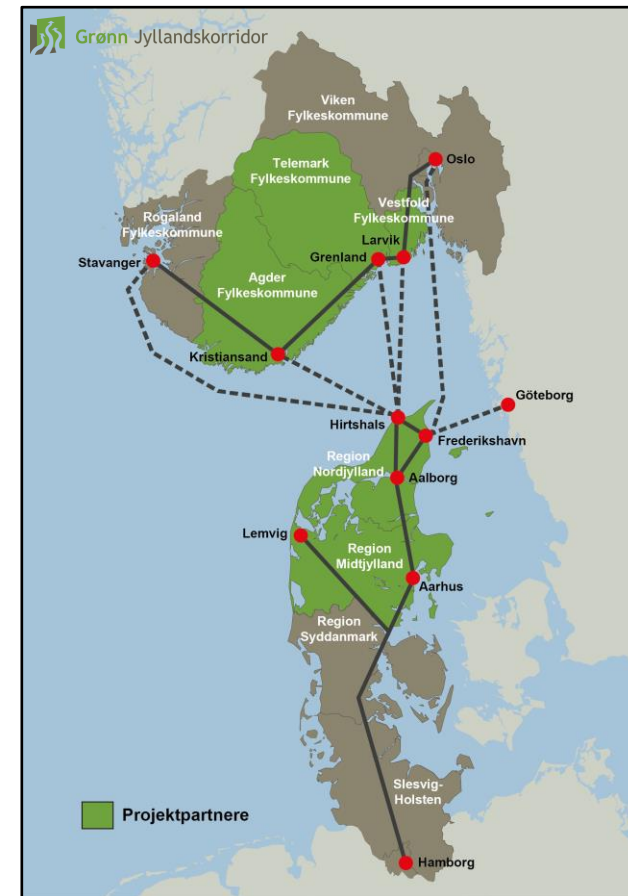 Grønn Jyllandskorridor
Viken
Fylkeskommune
Oslo
Telemark
Fylkeskommune
Vestfold
Fylkeskommune
Rogaland
Fylkeskommune
Larvik
Grenland
Stavanger
Agder
Fylkeskommune
Kristiansand
Göteborg
Hirtshals
Frederikshavn
Region
Nordjylland
Aalborg
Lemvig
Region
Midtjylland
Aarhus
Region
Syddanmark
Slesvig-
Holsten
Projektpartnere
Hamborg